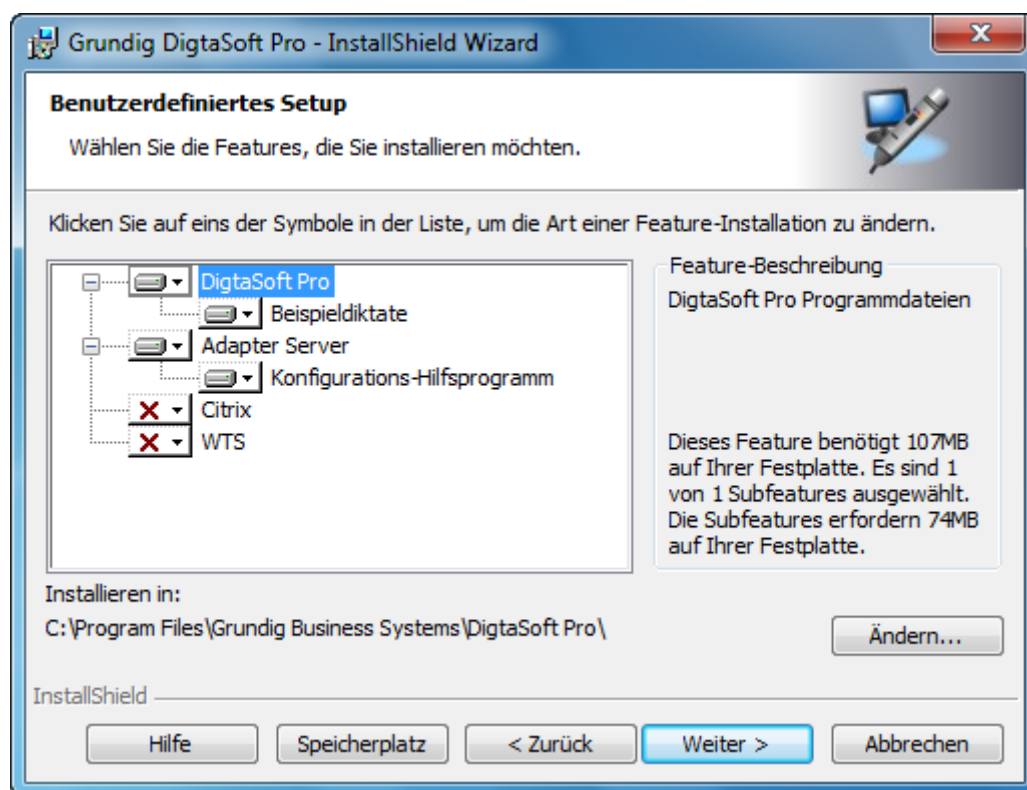 Grundig DigtaSoft Pro - InstallShield Wizard
Benutzerdefiniertes Setup
Wählen Sie die Features, die Sie installieren möchten.
Klicken Sie auf eins der Symbole in der Liste, um die Art einer Feature-Installation zu ändern.
DigtaSoft Pro
Beispieldiktate
Adapter Server
Konfigurations-Hilfsprogramm
Citrix
WTS
Feature-Beschreibung
DigtaSoft Pro Programmdateien
Dieses Feature benötigt 107MB
auf Ihrer Festplatte. Es sind 1
von 1 Subfeatures ausgewählt.
Die Subfeatures erfordern 74MB
auf Ihrer Festplatte.
Installieren in:
C:\Program Files\Grundig Business Systems\DigtaSoft Pro\
Ändern...
InstallShield
Hilfe
Speicherplatz
< Zurück
Weiter >
Abbrechen